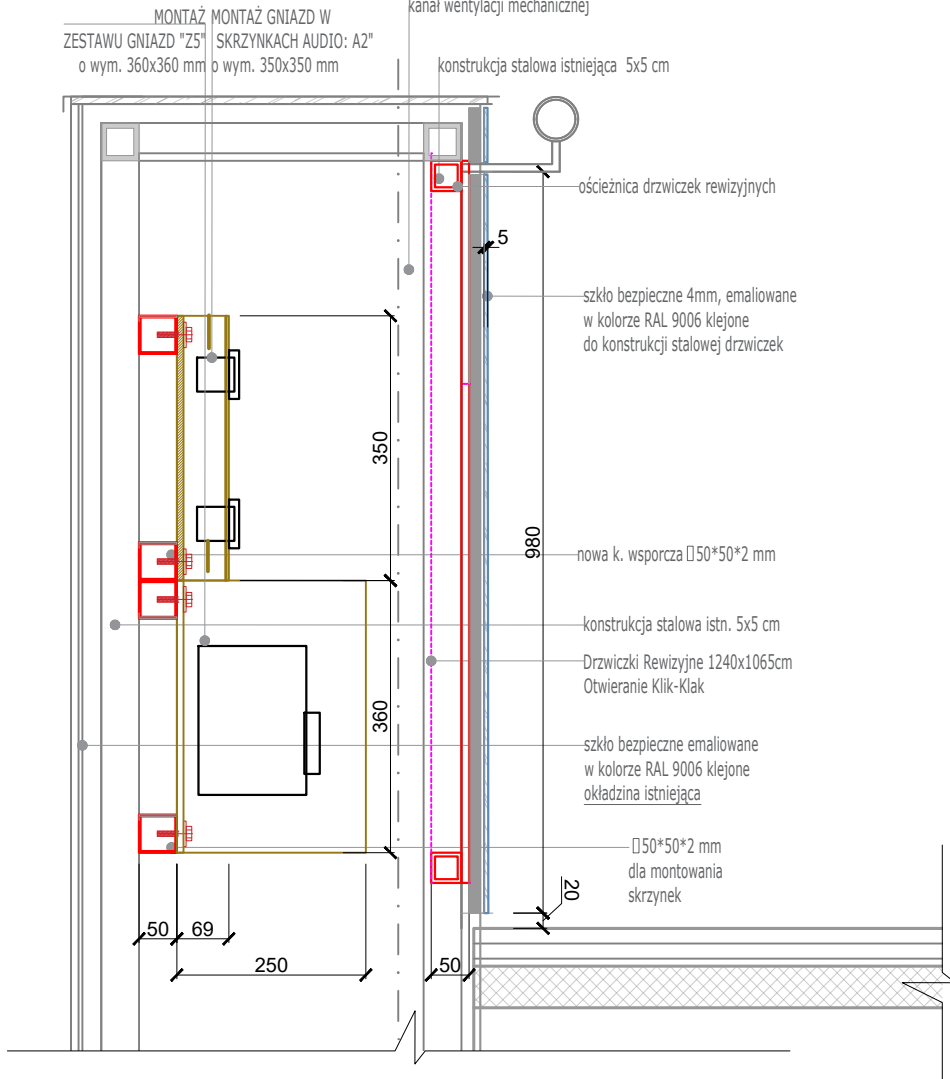 kanał wentylacji mechanicznej
MONTAŻ
ZESTAWU GNIAZD "Z5"
o wym. 360x360 mm
MONTAŻ GNIAZD W
SKRZYNKACH AUDIO: A2"
o wym. 350x350 mm
konstrukcja stalowa istniejąca 5x5 cm
ościeżnica drzwiczek rewizyjnych
5
szkło bezpieczne 4mm, emaliowane
w kolorze RAL 9006 klejone
do konstrukcji stalowej drzwiczek
350
980
nowa k. wsporcza □50*50*2 mm
konstrukcja stalowa istn. 5x5 cm
Drzwiczki Rewizyjne 1240x1065cm
Otwieranie Klik-Klak
360
szkło bezpieczne emaliowane
w kolorze RAL 9006 klejone
okładzina istniejąca
□50*50*2 mm
dla montowania
skrzynek
20
50
69
250
50